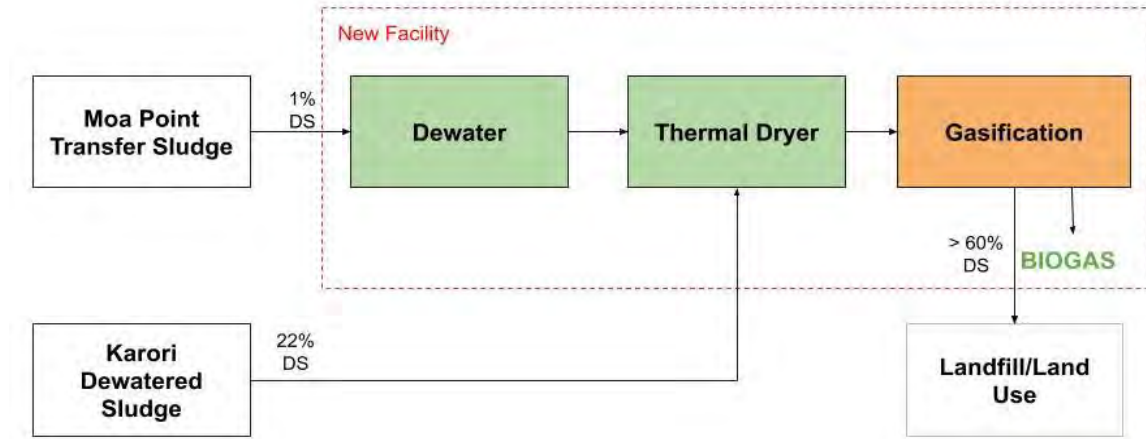 New Facility
Moa Point
Transfer Sludge
1%
DS
Dewater
Thermal Dryer
Gasification
> 60%
DS
BIOGAS
Karori
Dewatered
Sludge
22%
DS
Landfill/Land
Use